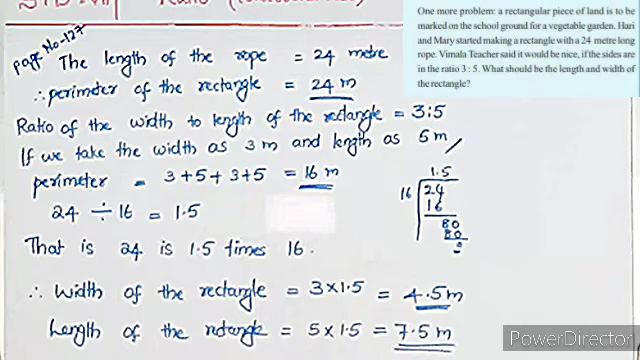 One more problem: a rectangular piece of land is to be
marked on the school ground for a vegetable garden. Hari
and Mary started making a rectangle with a 24 metre long
rope. Vimala Teacher said it would be nice, if the sides are
in the ratio 3 : 5. What should be the length and width of
the rectangle?
page No-127
The length of the rope = 24 metre
∴ perimeter of the rectangle = 24 m
Ratio of the width to length of the rectangle = 3:5
If we take the width as 3 m and length as 5 m,
perimeter = 3+5+3+5 = 16 m
24 ÷ 16 = 1.5
1.5
16 24
16
80
80
0
That is 24 is 1.5 times 16.
∴ Width of the rectangle = 3 × 1.5 = 4.5 m
Length of the rectangle = 5 × 1.5 = 7.5 m
PowerDirector